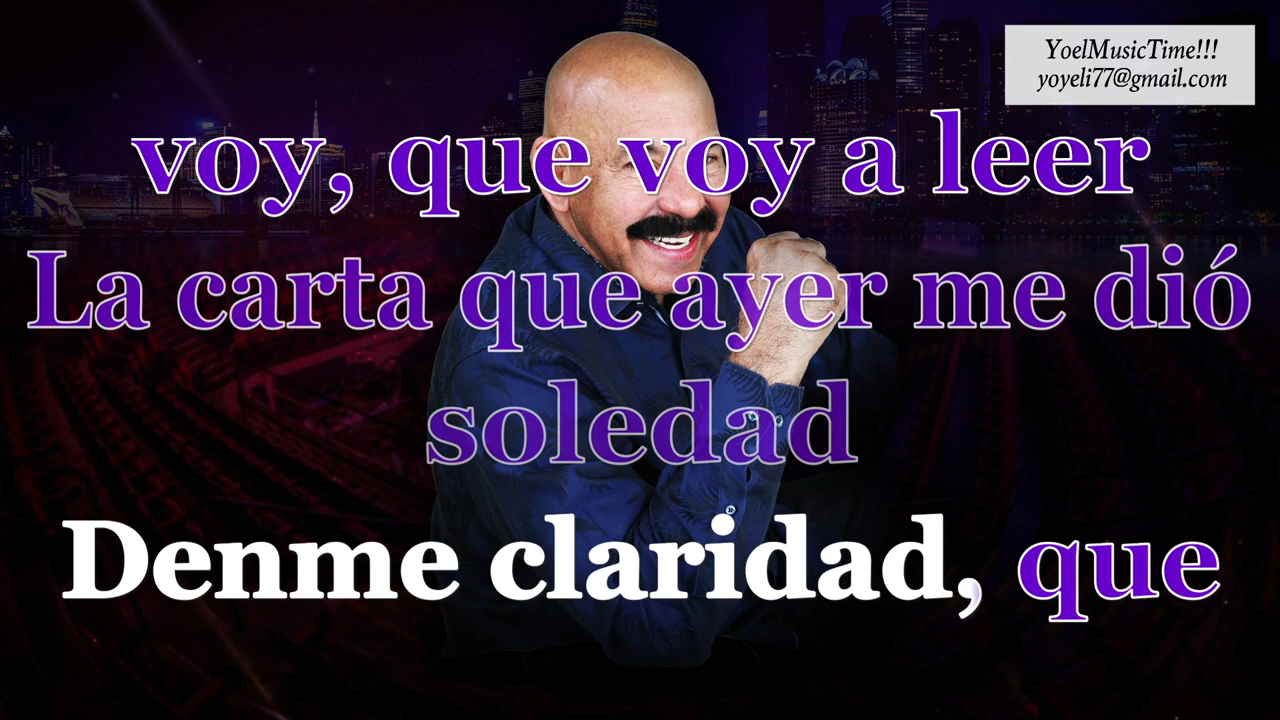 YoelMusicTime!!!
yoyeli77@gmail.com
voy, que voy a leer
La carta que ayer me dió
soledad
Denme claridad, que